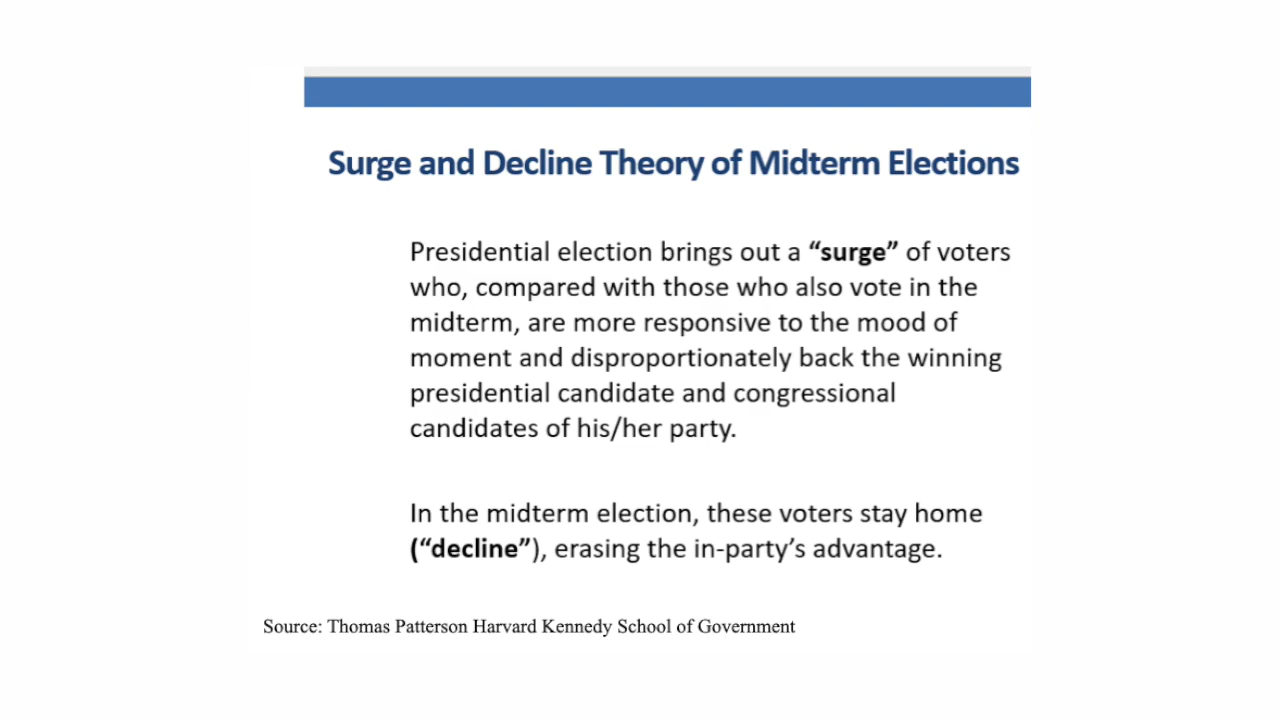 Surge and Decline Theory of Midterm Elections
Presidential election brings out a “surge” of voters
who, compared with those who also vote in the
midterm, are more responsive to the mood of
moment and disproportionately back the winning
presidential candidate and congressional
candidates of his/her party.
In the midterm election, these voters stay home
(“decline”), erasing the in-party’s advantage.
Source: Thomas Patterson Harvard Kennedy School of Government